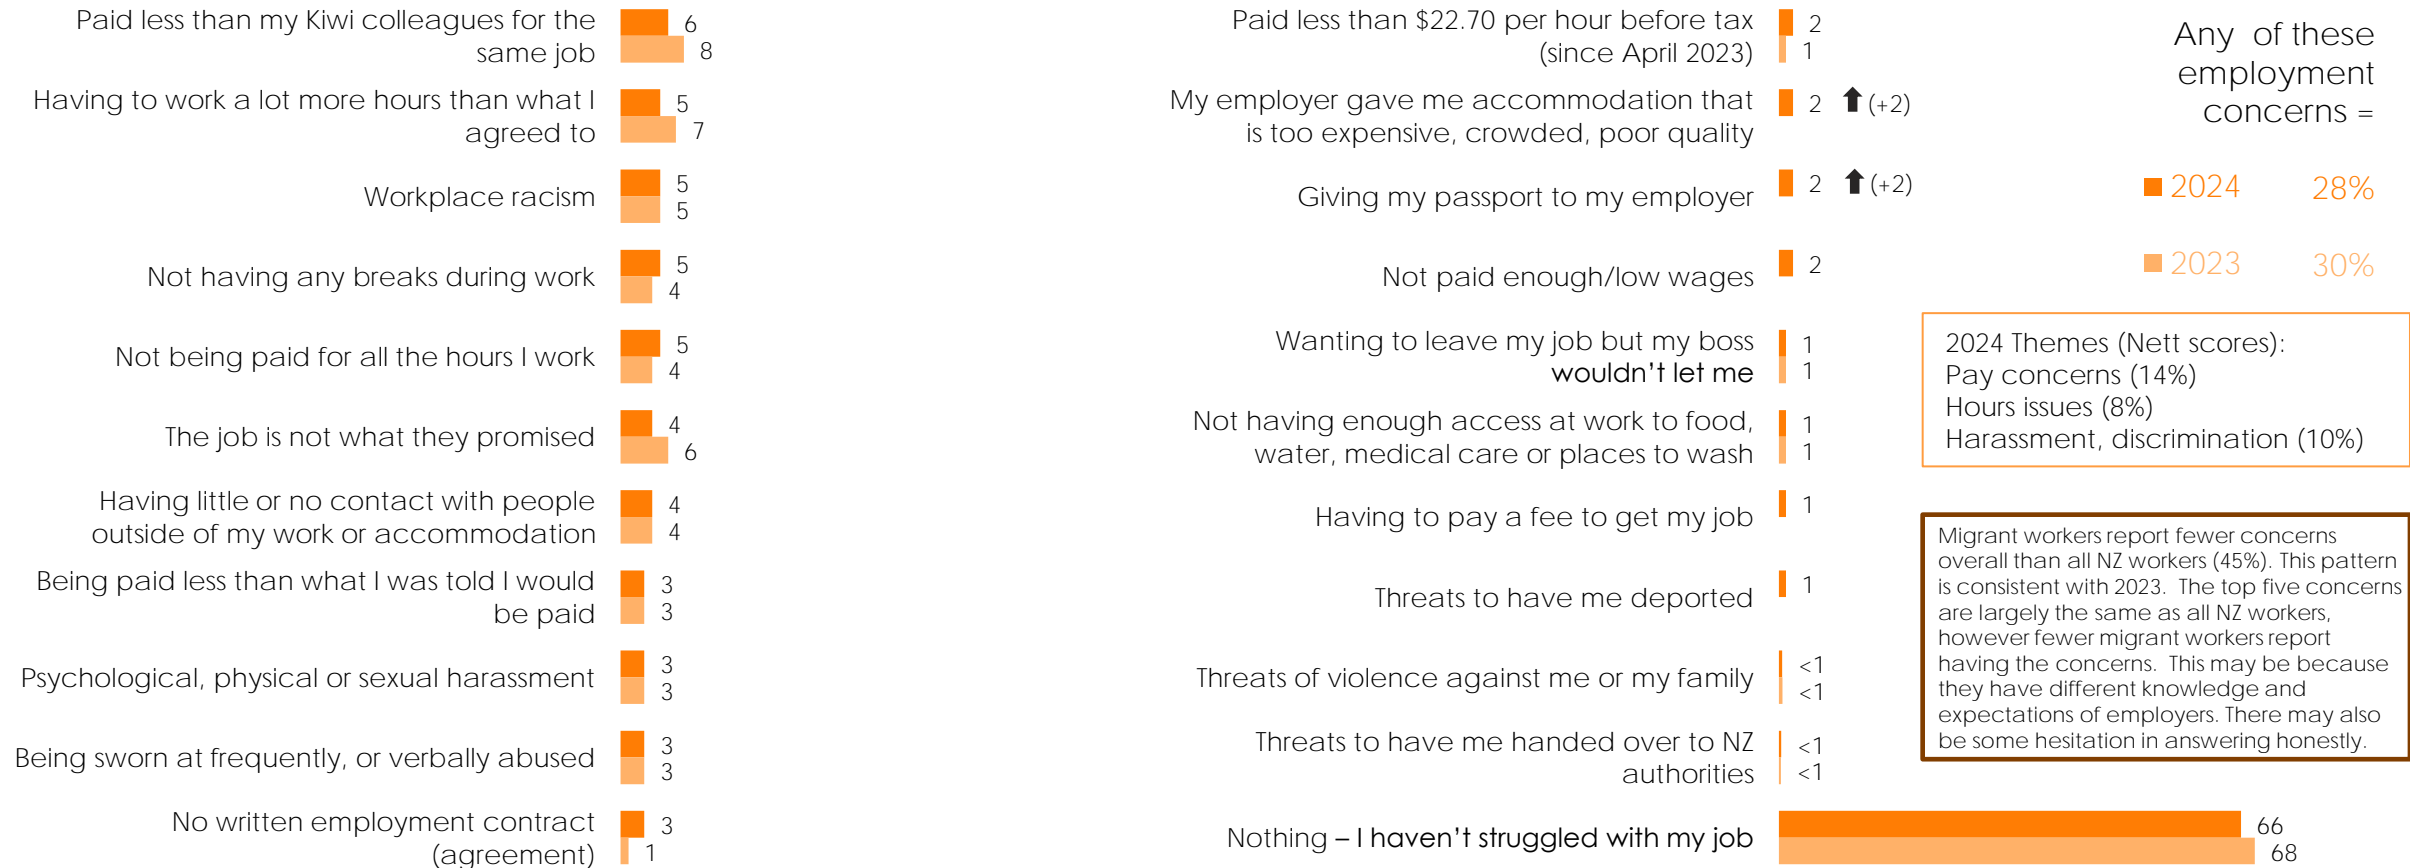 Paid less than my Kiwi colleagues for the
same job
6
8
Having to work a lot more hours than what I
agreed to
5
7
Workplace racism
5
5
Not having any breaks during work
5
4
Not being paid for all the hours I work
5
4
The job is not what they promised
4
6
Having little or no contact with people
outside of my work or accommodation
4
4
Being paid less than what I was told I would
be paid
3
3
Psychological, physical or sexual harassment
3
3
Being sworn at frequently, or verbally abused
3
3
No written employment contract
(agreement)
3
1
Paid less than $22.70 per hour before tax
(since April 2023)
2
1
My employer gave me accommodation that
is too expensive, crowded, poor quality
2 ⬆ (+2)
Giving my passport to my employer
2 ⬆ (+2)
Not paid enough/low wages
2
Wanting to leave my job but my boss
wouldn’t let me
1
1
Not having enough access at work to food,
water, medical care or places to wash
1
1
Having to pay a fee to get my job
1
Threats to have me deported
1
Threats of violence against me or my family
<1
<1
Threats to have me handed over to NZ
authorities
<1
<1
Nothing – I haven’t struggled with my job
66
68
Any of these
employment
concerns =
2024 28%
2023 30%
2024 Themes (Nett scores):
Pay concerns (14%)
Hours issues (8%)
Harassment, discrimination (10%)
Migrant workers report fewer concerns
overall than all NZ workers (45%). This pattern
is consistent with 2023. The top five concerns
are largely the same as all NZ workers,
however fewer migrant workers report
having the concerns. This may be because
they have different knowledge and
expectations of employers. There may also
be some hesitation in answering honestly.